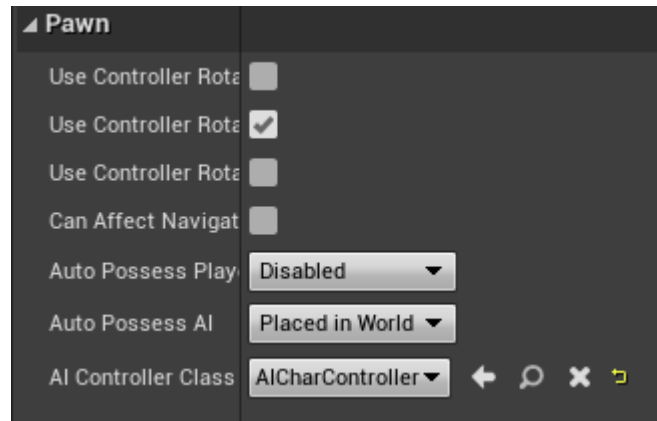 Pawn
Use Controller Rota
Use Controller Rota
Use Controller Rota
Can Affect Navigat
Auto Possess Play Disabled
Auto Possess AI Placed in World
AI Controller Class AICharController